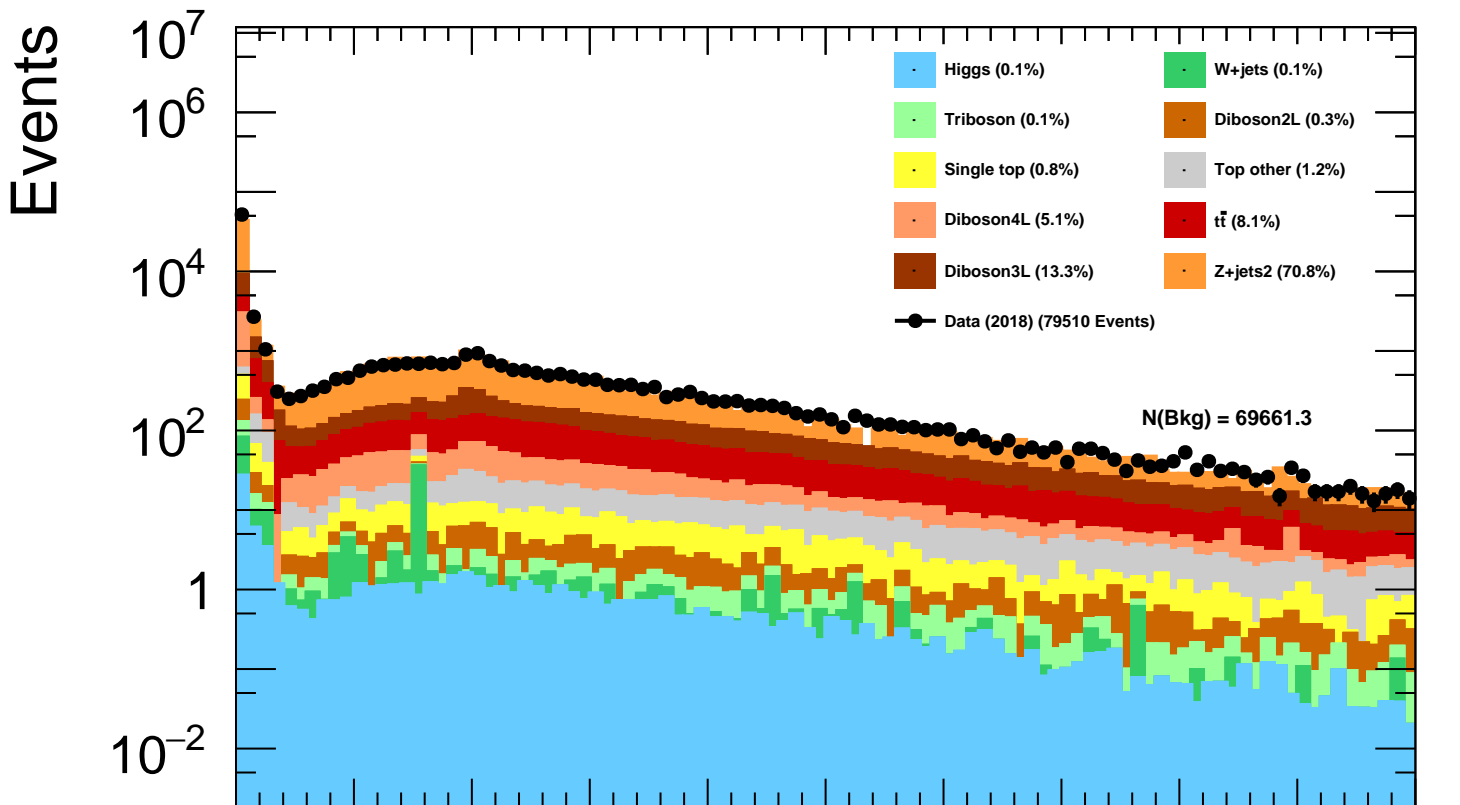 Events
10^7
10^6
10^4
10^2
1
10^−2
Higgs (0.1%)
W+jets (0.1%)
Triboson (0.1%)
Diboson2L (0.3%)
Single top (0.8%)
Top other (1.2%)
Diboson4L (5.1%)
tt̄ (8.1%)
Diboson3L (13.3%)
Z+jets2 (70.8%)
Data (2018) (79510 Events)
N(Bkg) = 69661.3